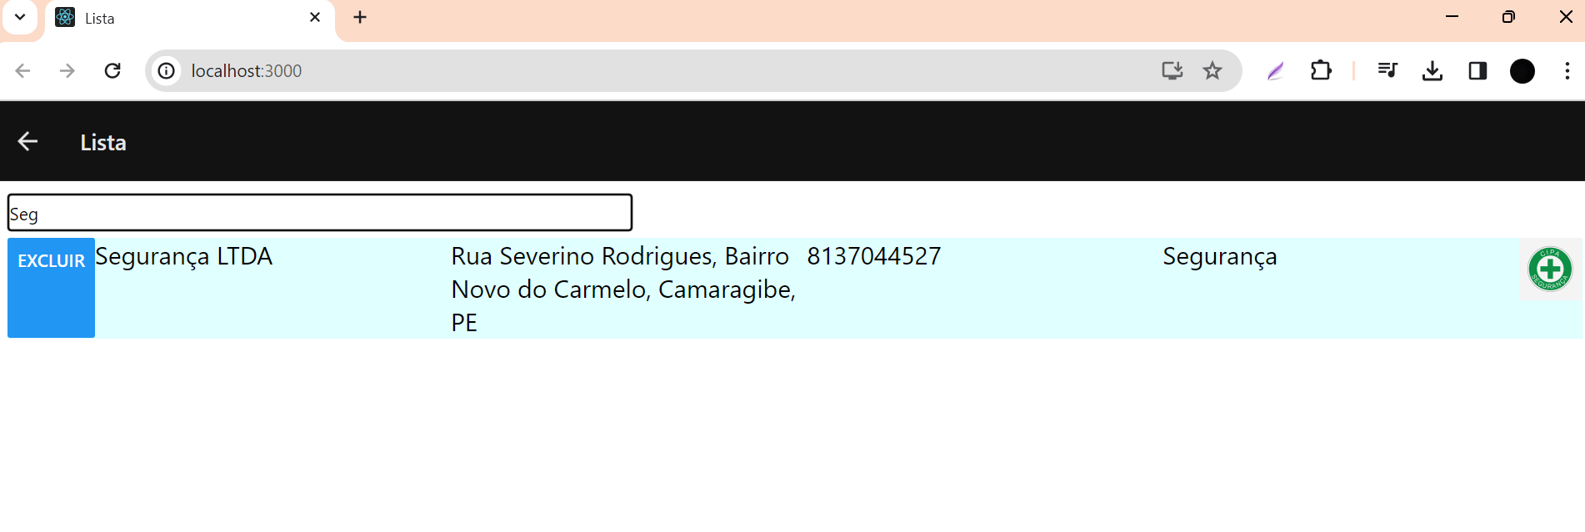 Lista
localhost:3000
Lista
Seg
EXCLUIR
Segurança LTDA
Rua Severino Rodrigues, Bairro
Novo do Carmelo, Camaragibe,
PE
8137044527
Segurança
CIPA
SEGURANÇA